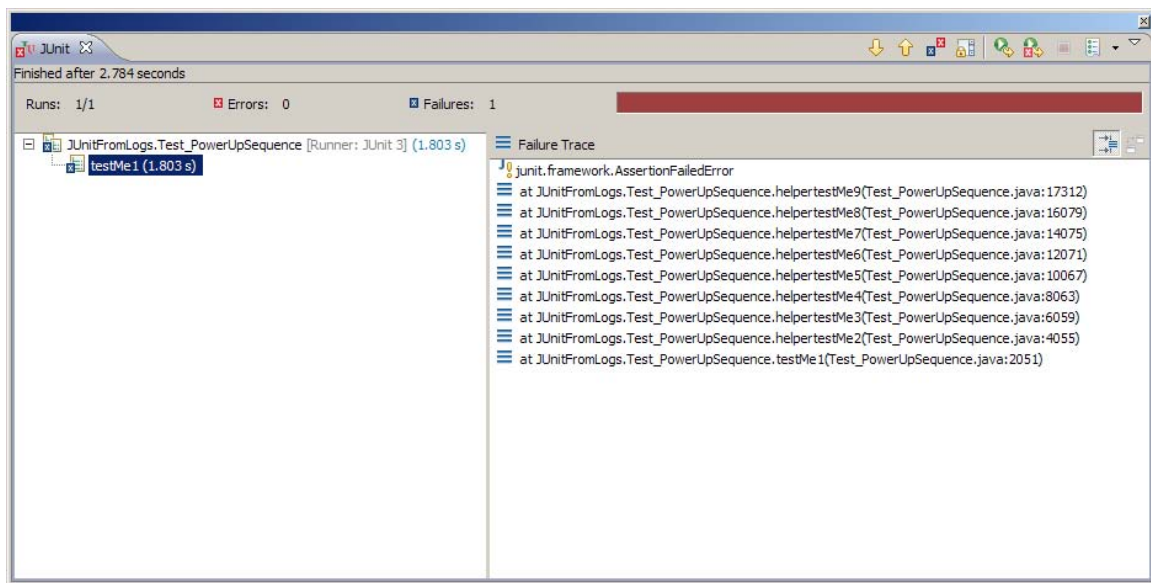 JUnit
Finished after 2.784 seconds
Runs: 1/1 Errors: 0 Failures: 1
JUnitFromLogs.Test_PowerUpSequence [Runner: JUnit 3] (1.803 s)
testMe1 (1.803 s)
Failure Trace
junit.framework.AssertionFailedError
at JUnitFromLogs.Test_PowerUpSequence.helpertestMe9(Test_PowerUpSequence.java:17312)
at JUnitFromLogs.Test_PowerUpSequence.helpertestMe8(Test_PowerUpSequence.java:16079)
at JUnitFromLogs.Test_PowerUpSequence.helpertestMe7(Test_PowerUpSequence.java:14075)
at JUnitFromLogs.Test_PowerUpSequence.helpertestMe6(Test_PowerUpSequence.java:12071)
at JUnitFromLogs.Test_PowerUpSequence.helpertestMe5(Test_PowerUpSequence.java:10067)
at JUnitFromLogs.Test_PowerUpSequence.helpertestMe4(Test_PowerUpSequence.java:8063)
at JUnitFromLogs.Test_PowerUpSequence.helpertestMe3(Test_PowerUpSequence.java:6059)
at JUnitFromLogs.Test_PowerUpSequence.helpertestMe2(Test_PowerUpSequence.java:4055)
at JUnitFromLogs.Test_PowerUpSequence.testMe1(Test_PowerUpSequence.java:2051)